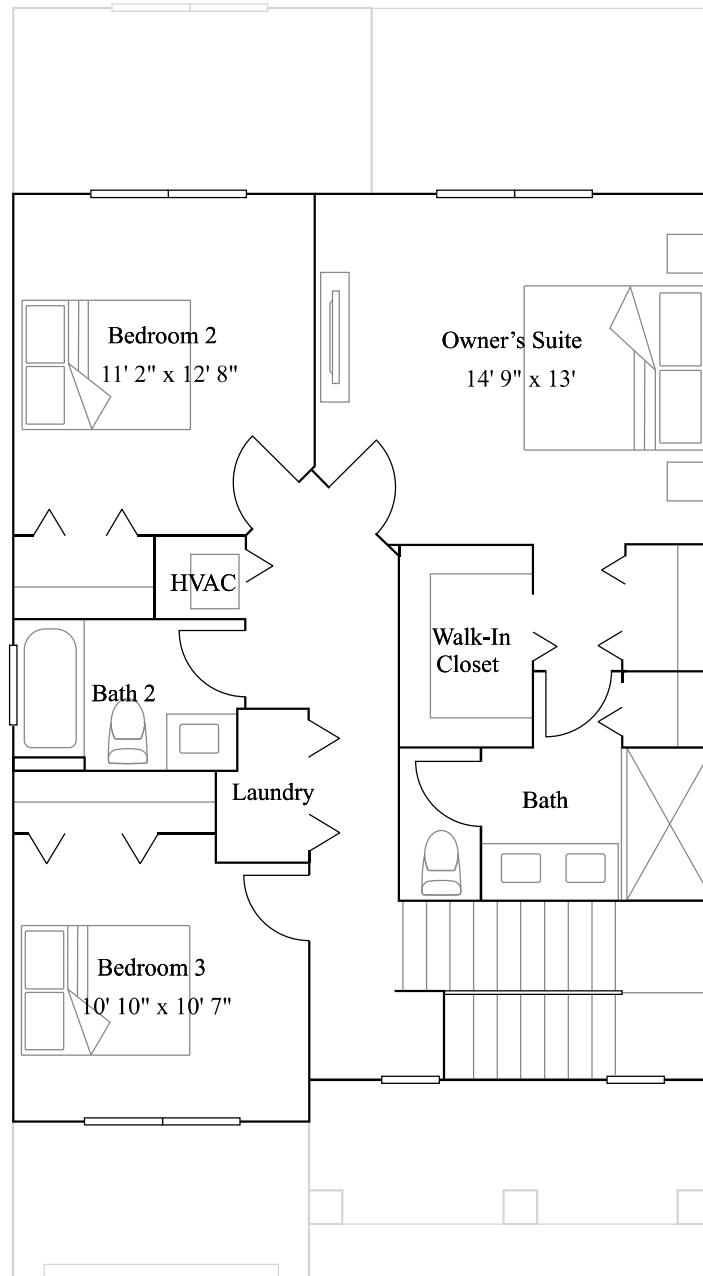 Bedroom 2
11' 2" x 12' 8"
Owner’s Suite
14' 9" x 13'
HVAC
Walk-In
Closet
Bath 2
Laundry
Bath
Bedroom 3
10' 10" x 10' 7"